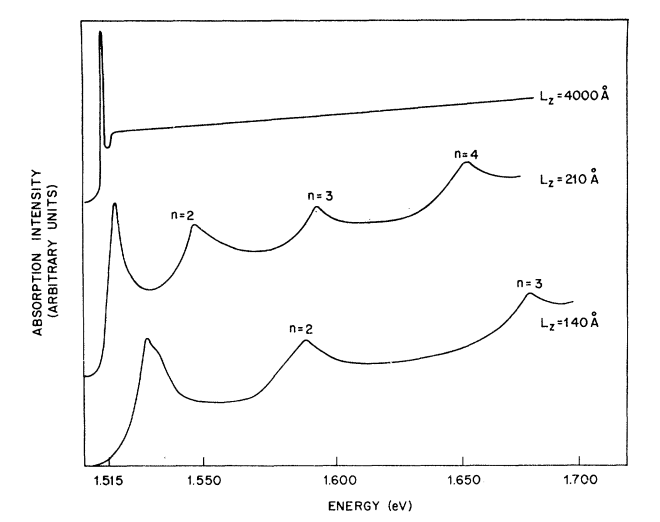 L_z = 4000 Å
n = 4
L_z = 210 Å
n = 3
n = 2
n = 3
L_z = 140 Å
n = 2
ABSORPTION INTENSITY
(ARBITRARY UNITS)
1.515 1.550 1.600 1.650 1.700
ENERGY (eV)